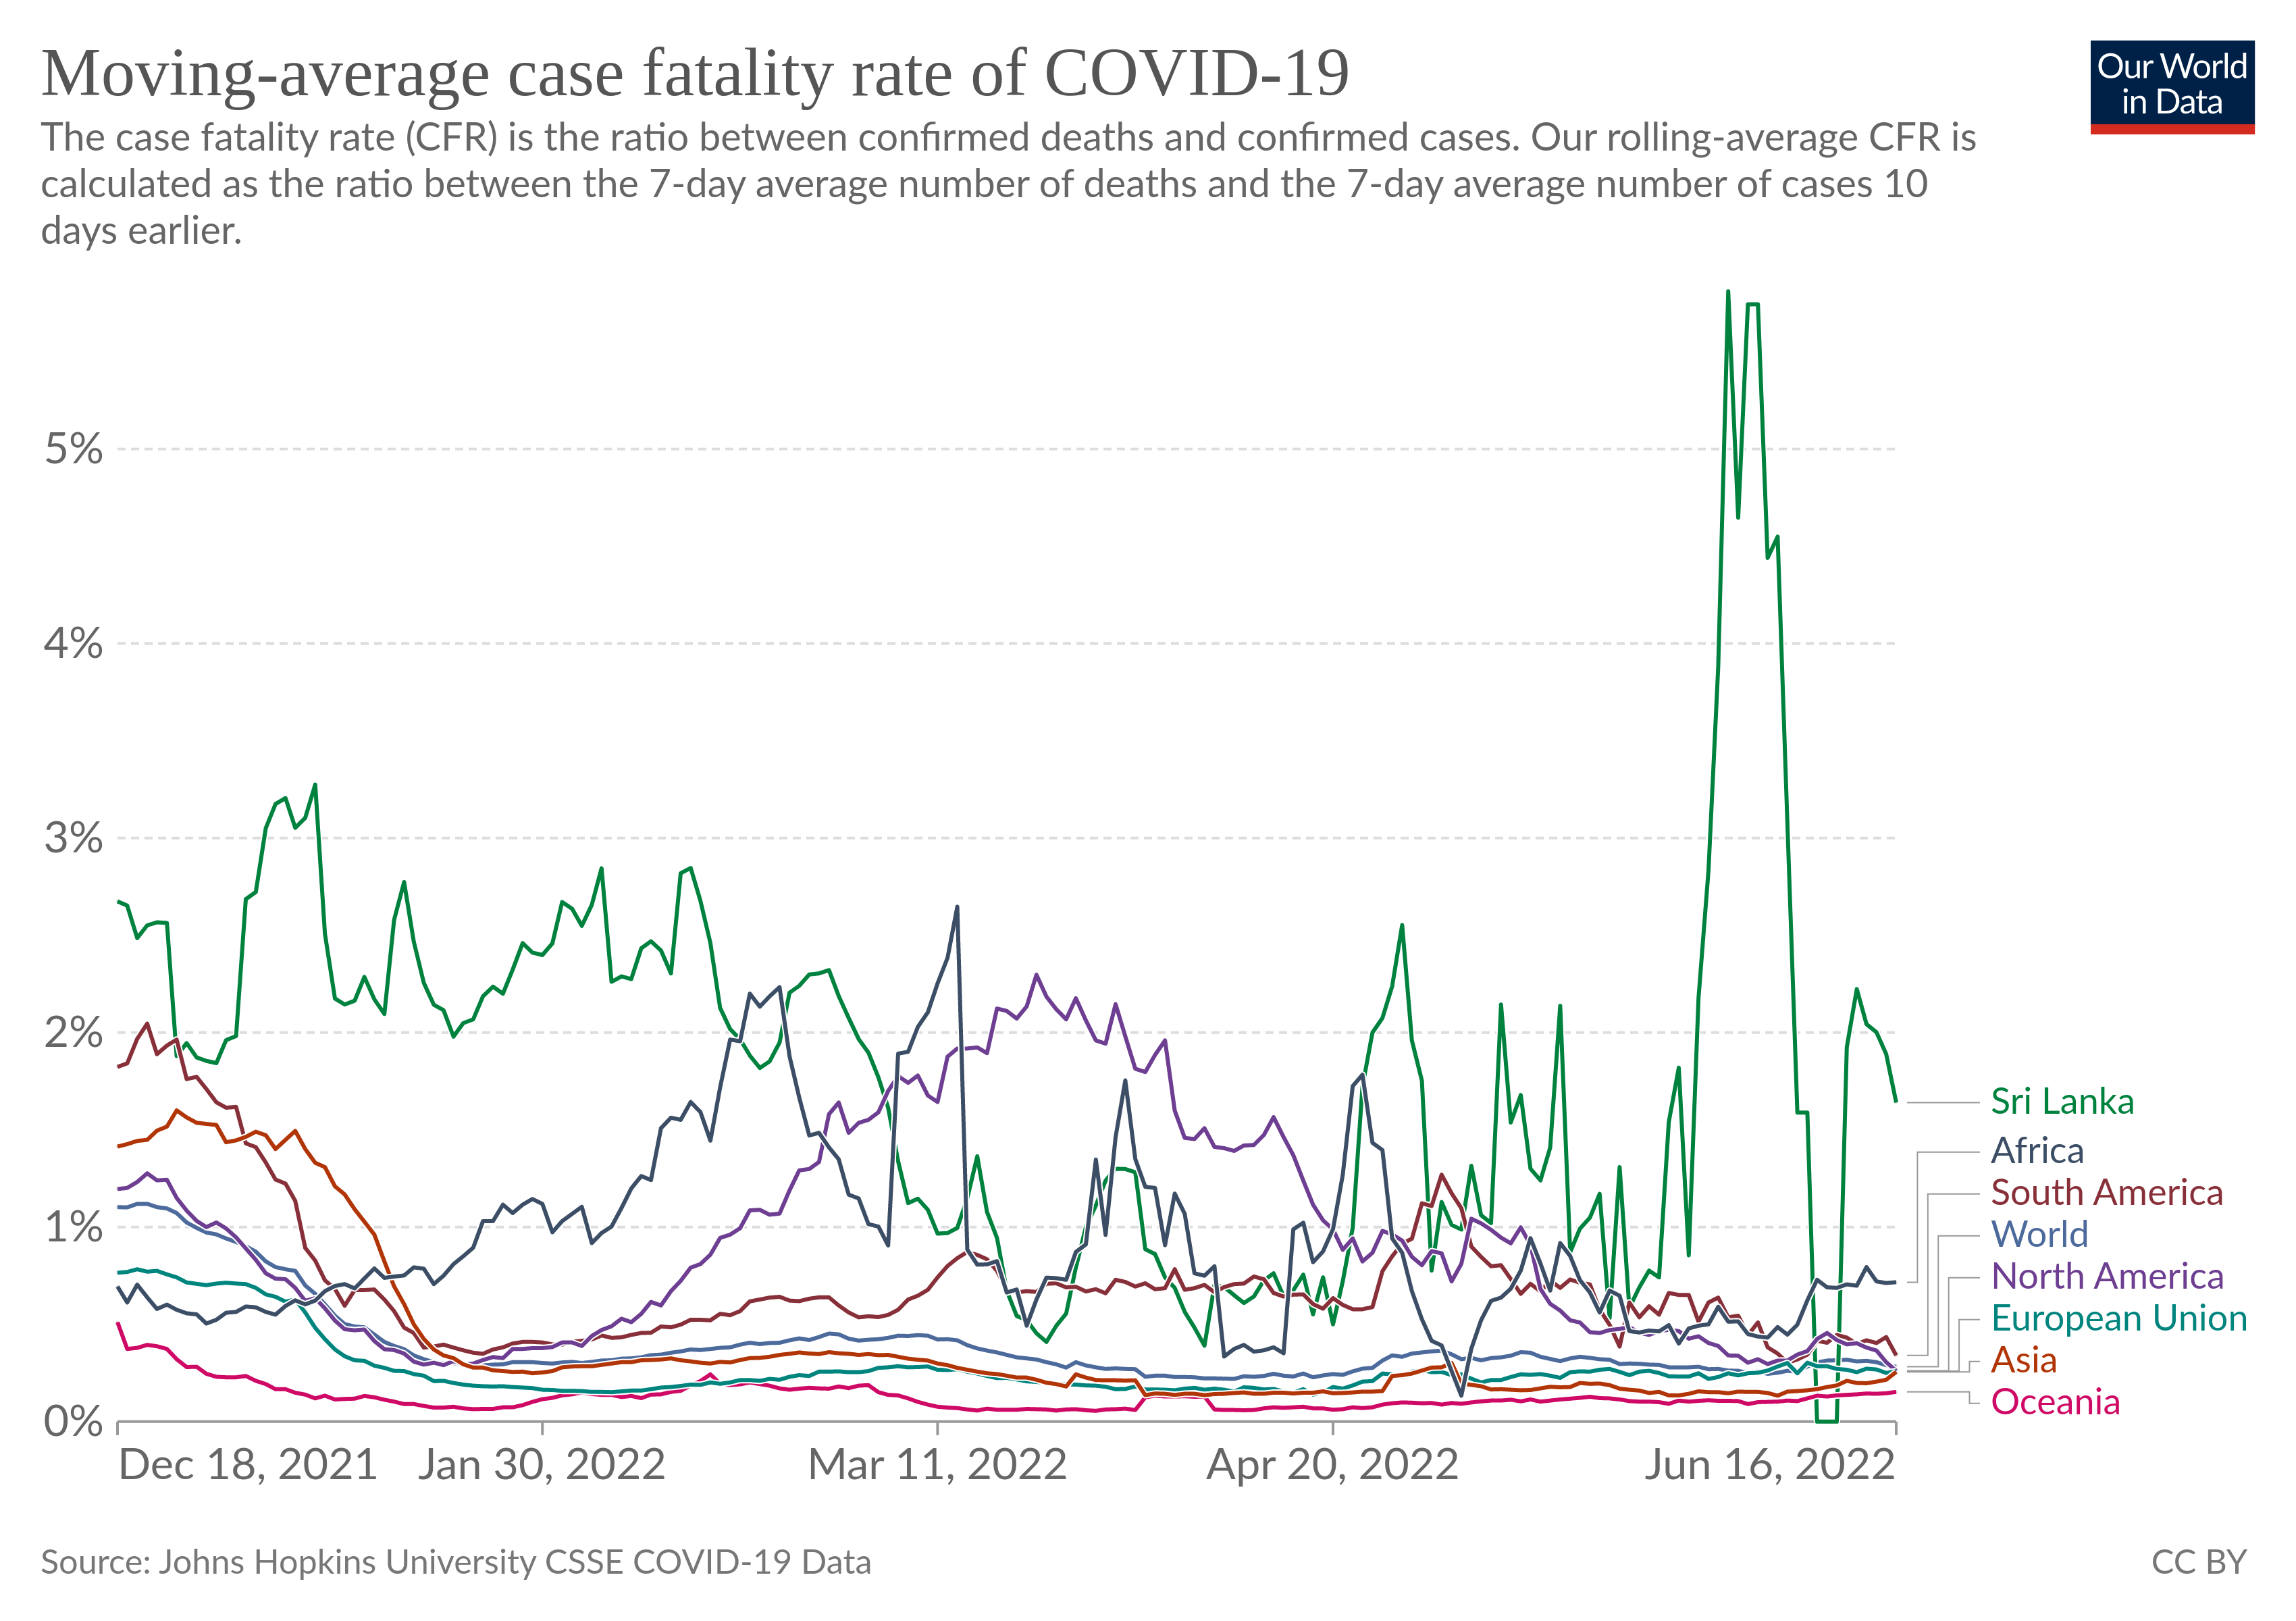 Moving-average case fatality rate of COVID-19
Our World
in Data
The case fatality rate (CFR) is the ratio between confirmed deaths and confirmed cases. Our rolling-average CFR is
calculated as the ratio between the 7-day average number of deaths and the 7-day average number of cases 10
days earlier.
5%
4%
3%
2%
1%
0%
Sri Lanka
Africa
South America
World
North America
European Union
Asia
Oceania
Dec 18, 2021
Jan 30, 2022
Mar 11, 2022
Apr 20, 2022
Jun 16, 2022
Source: Johns Hopkins University CSSE COVID-19 Data
CC BY